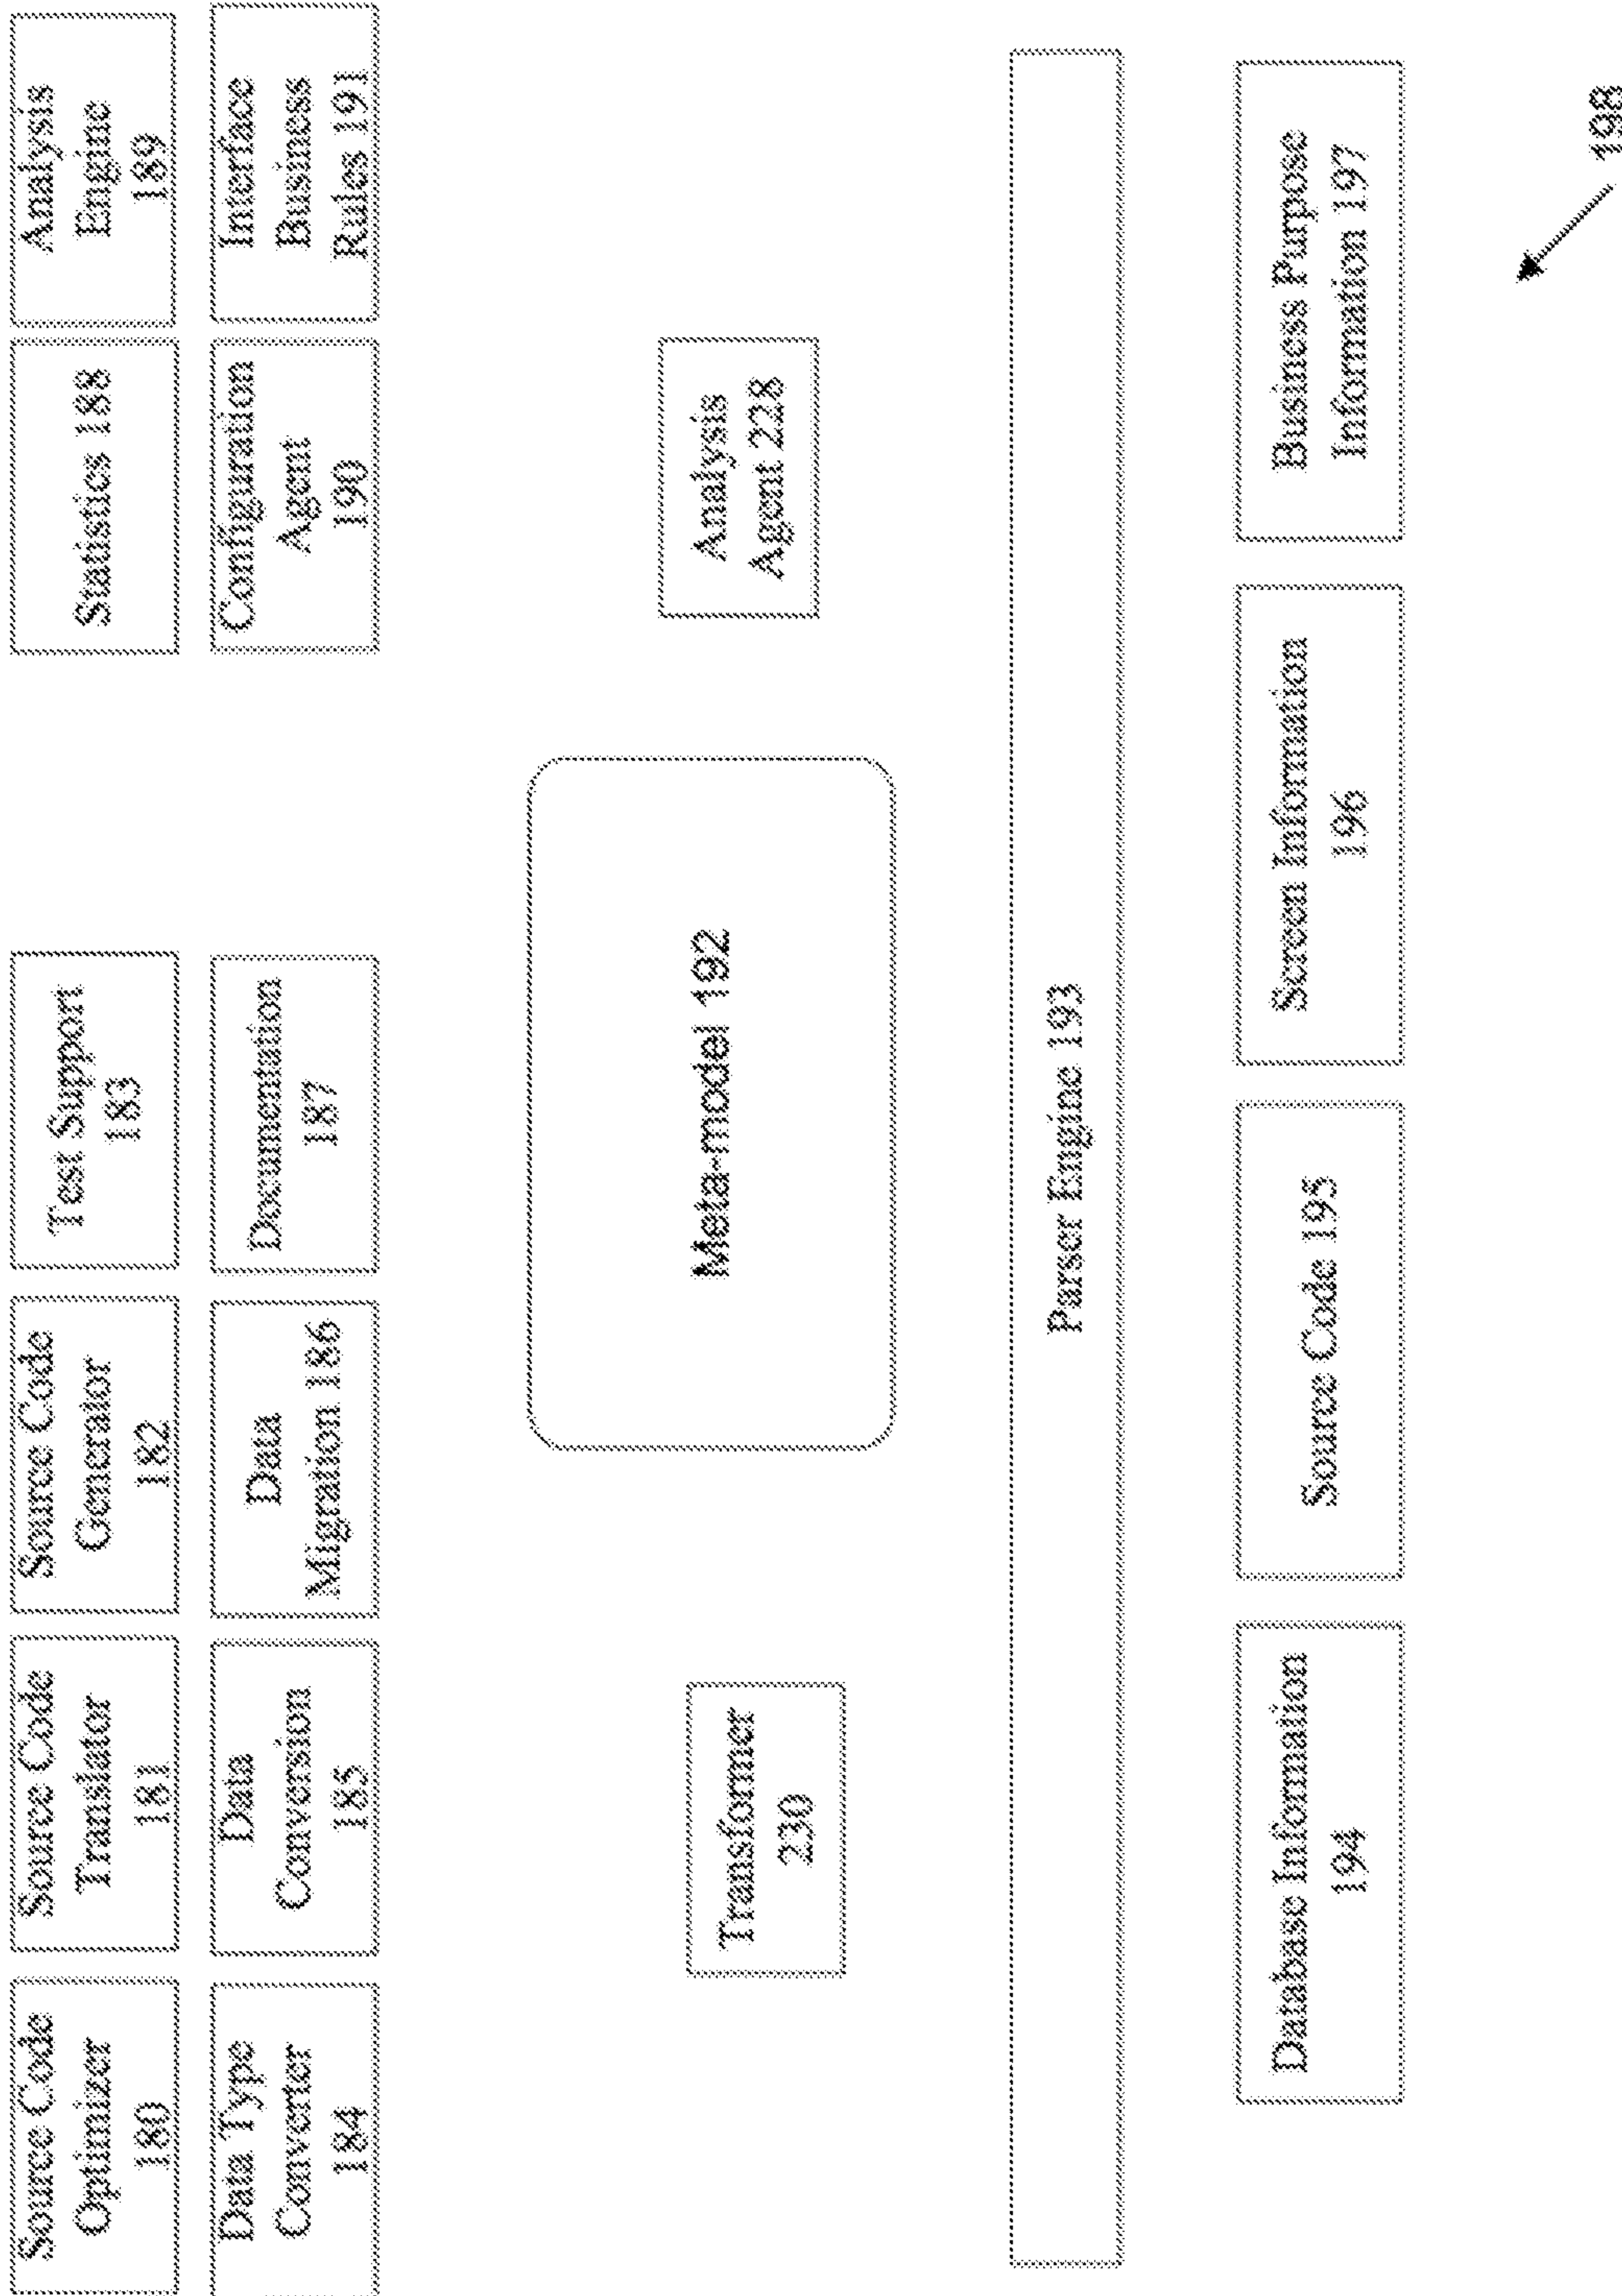 Source Code
Optimizer
180
Source Code
Translator
181
Source Code
Generator
182
Test Support
183
Statistics 188
Analysis
Engine
189
Data Type
Converter
184
Data
Conversion
185
Data
Migration 186
Documentation
187
Configuration
Agent
190
Interface
Business
Rules 191
Transformer
230
Meta-model 192
Analysis
Agent 228
Parser Engine 193
Database Information
194
Source Code 195
Screen Information
196
Business Purpose
Information 197
198